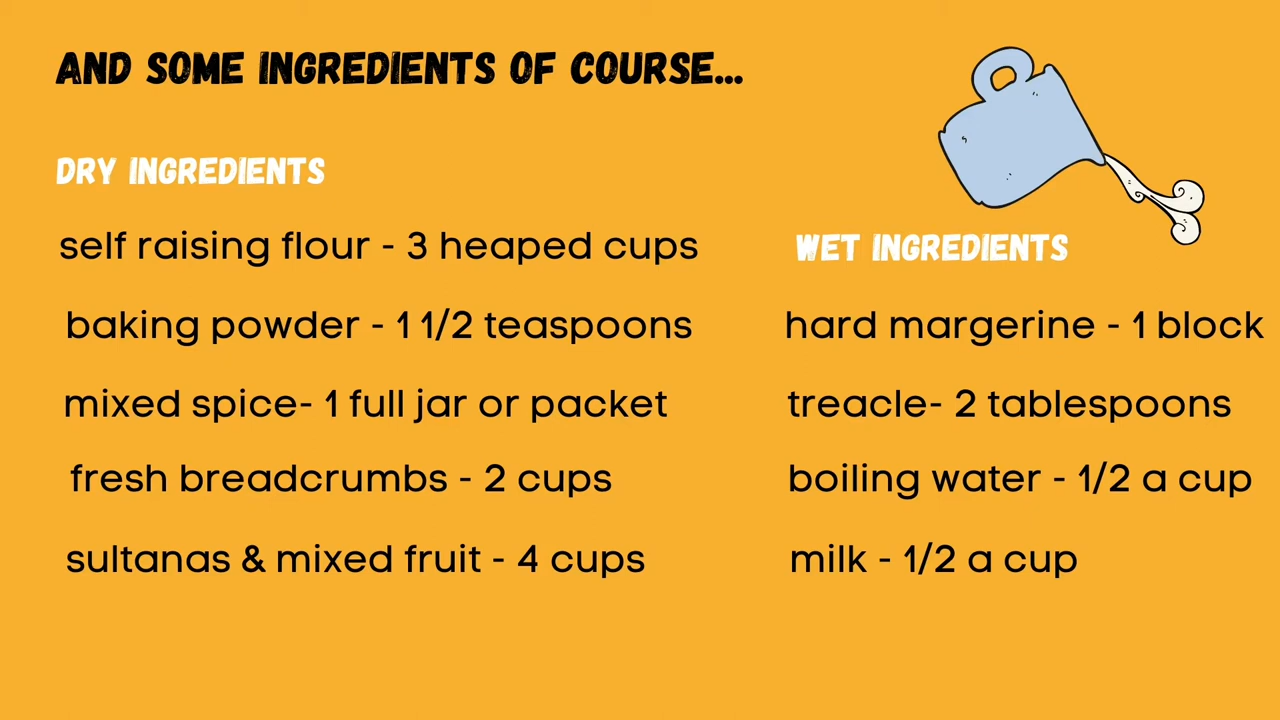 AND SOME INGREDIENTS OF COURSE...
DRY INGREDIENTS
self raising flour - 3 heaped cups
baking powder - 1 1/2 teaspoons
mixed spice- 1 full jar or packet
fresh breadcrumbs - 2 cups
sultanas & mixed fruit - 4 cups
WET INGREDIENTS
hard margerine - 1 block
treacle- 2 tablespoons
boiling water - 1/2 a cup
milk - 1/2 a cup